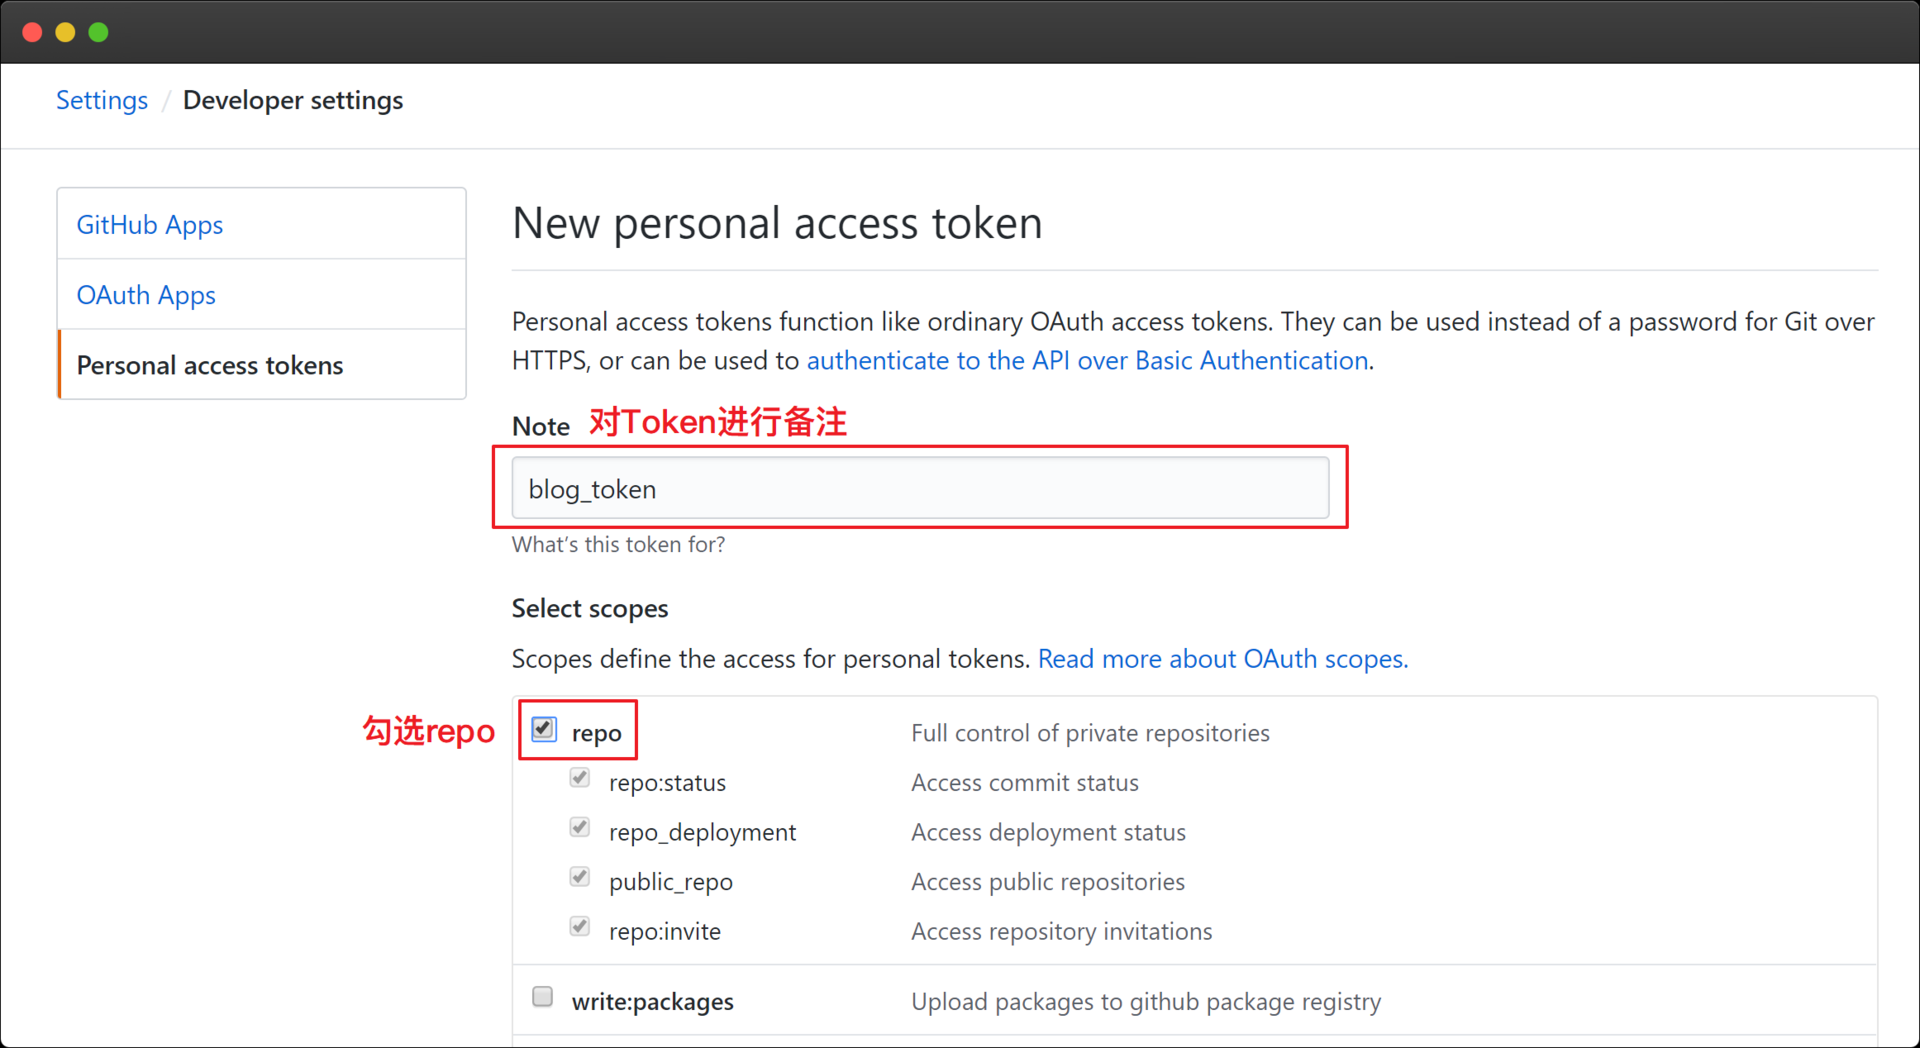 Settings / Developer settings
GitHub Apps
OAuth Apps
Personal access tokens
New personal access token
Personal access tokens function like ordinary OAuth access tokens. They can be used instead of a password for Git over
HTTPS, or can be used to authenticate to the API over Basic Authentication.
Note 对Token进行备注
blog_token
What's this token for?
Select scopes
Scopes define the access for personal tokens. Read more about OAuth scopes.
勾选repo repo Full control of private repositories
repo:status Access commit status
repo_deployment Access deployment status
public_repo Access public repositories
repo:invite Access repository invitations
write:packages Upload packages to github package registry